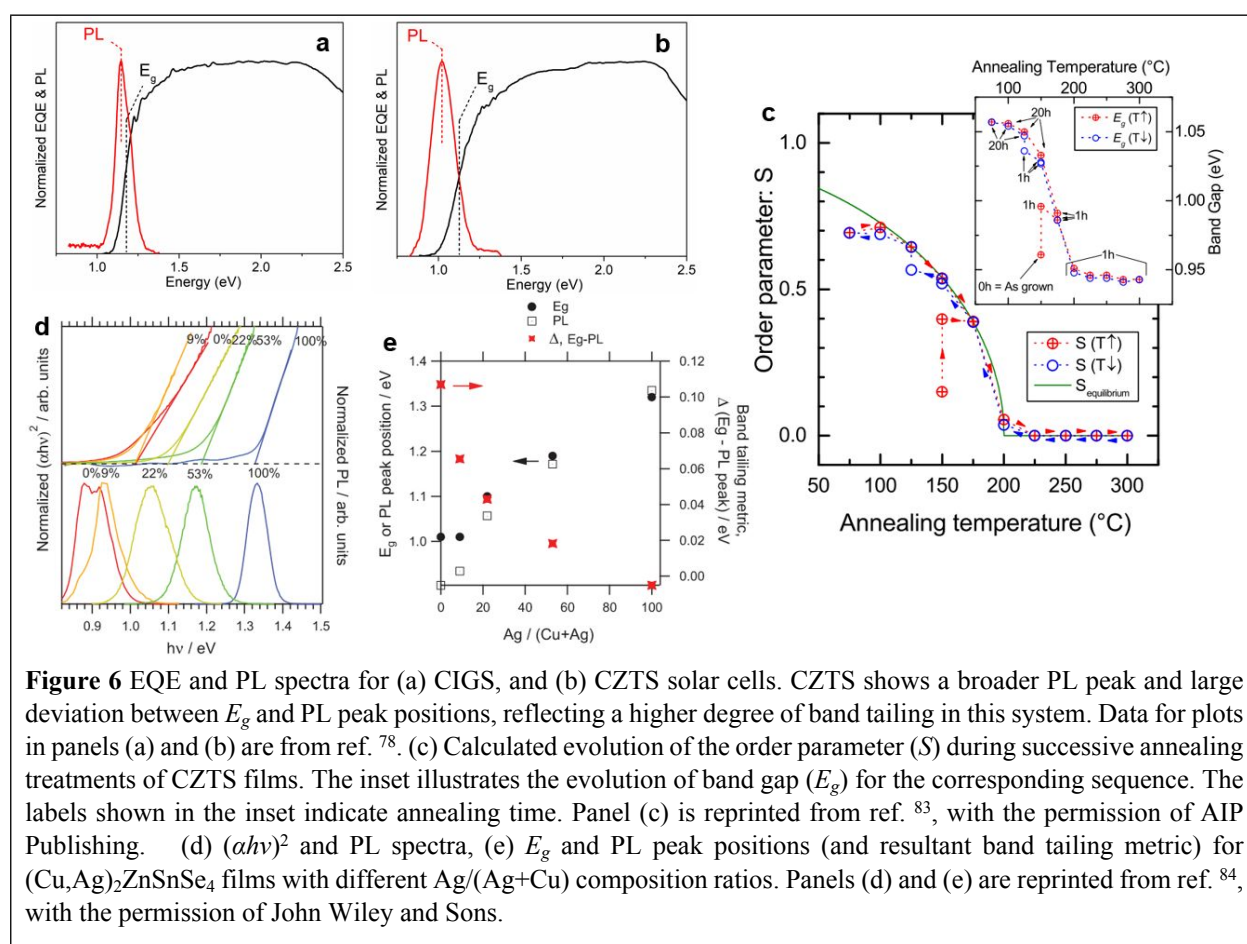 PL
a
E_g
Normalized EQE & PL
1.0 1.5 2.0 2.5
Energy (eV)
PL
b
E_g
Normalized EQE & PL
1.0 1.5 2.0 2.5
Energy (eV)
c
Annealing Temperature (°C)
100 200 300
20h
E_g (T↑)
E_g (T↓)
20h
1h
1h
1h
1h
0h = As grown
1.05
1.00
0.95
Band Gap (eV)
Order parameter: S
1.0
0.5
0.0
S (T↑)
S (T↓)
S_equilibrium
50 75 100 125 150 175 200 225 250 275 300
Annealing temperature (°C)
d
9% 0% 22% 53% 100%
0% 9% 22% 53% 100%
Normalized (αhν)² / arb. units
Normalized PL / arb. units
0.9 1.0 1.1 1.2 1.3 1.4 1.5
hν / eV
e
Eg
PL
Δ, Eg-PL
E_g or PL peak position / eV
1.4
1.3
1.2
1.1
1.0
0.12
0.10
0.08
0.06
0.04
0.02
0.00
Band tailing metric,
Δ (Eg - PL peak) / eV
0 20 40 60 80 100
Ag / (Cu+Ag)
Figure 6 EQE and PL spectra for (a) CIGS, and (b) CZTS solar cells. CZTS shows a broader PL peak and large
deviation between E_g and PL peak positions, reflecting a higher degree of band tailing in this system. Data for plots
in panels (a) and (b) are from ref. 78. (c) Calculated evolution of the order parameter (S) during successive annealing
treatments of CZTS films. The inset illustrates the evolution of band gap (E_g) for the corresponding sequence. The
labels shown in the inset indicate annealing time. Panel (c) is reprinted from ref. 83, with the permission of AIP
Publishing. (d) (αhν)² and PL spectra, (e) E_g and PL peak positions (and resultant band tailing metric) for
(Cu,Ag)₂ZnSnSe₄ films with different Ag/(Ag+Cu) composition ratios. Panels (d) and (e) are reprinted from ref. 84,
with the permission of John Wiley and Sons.